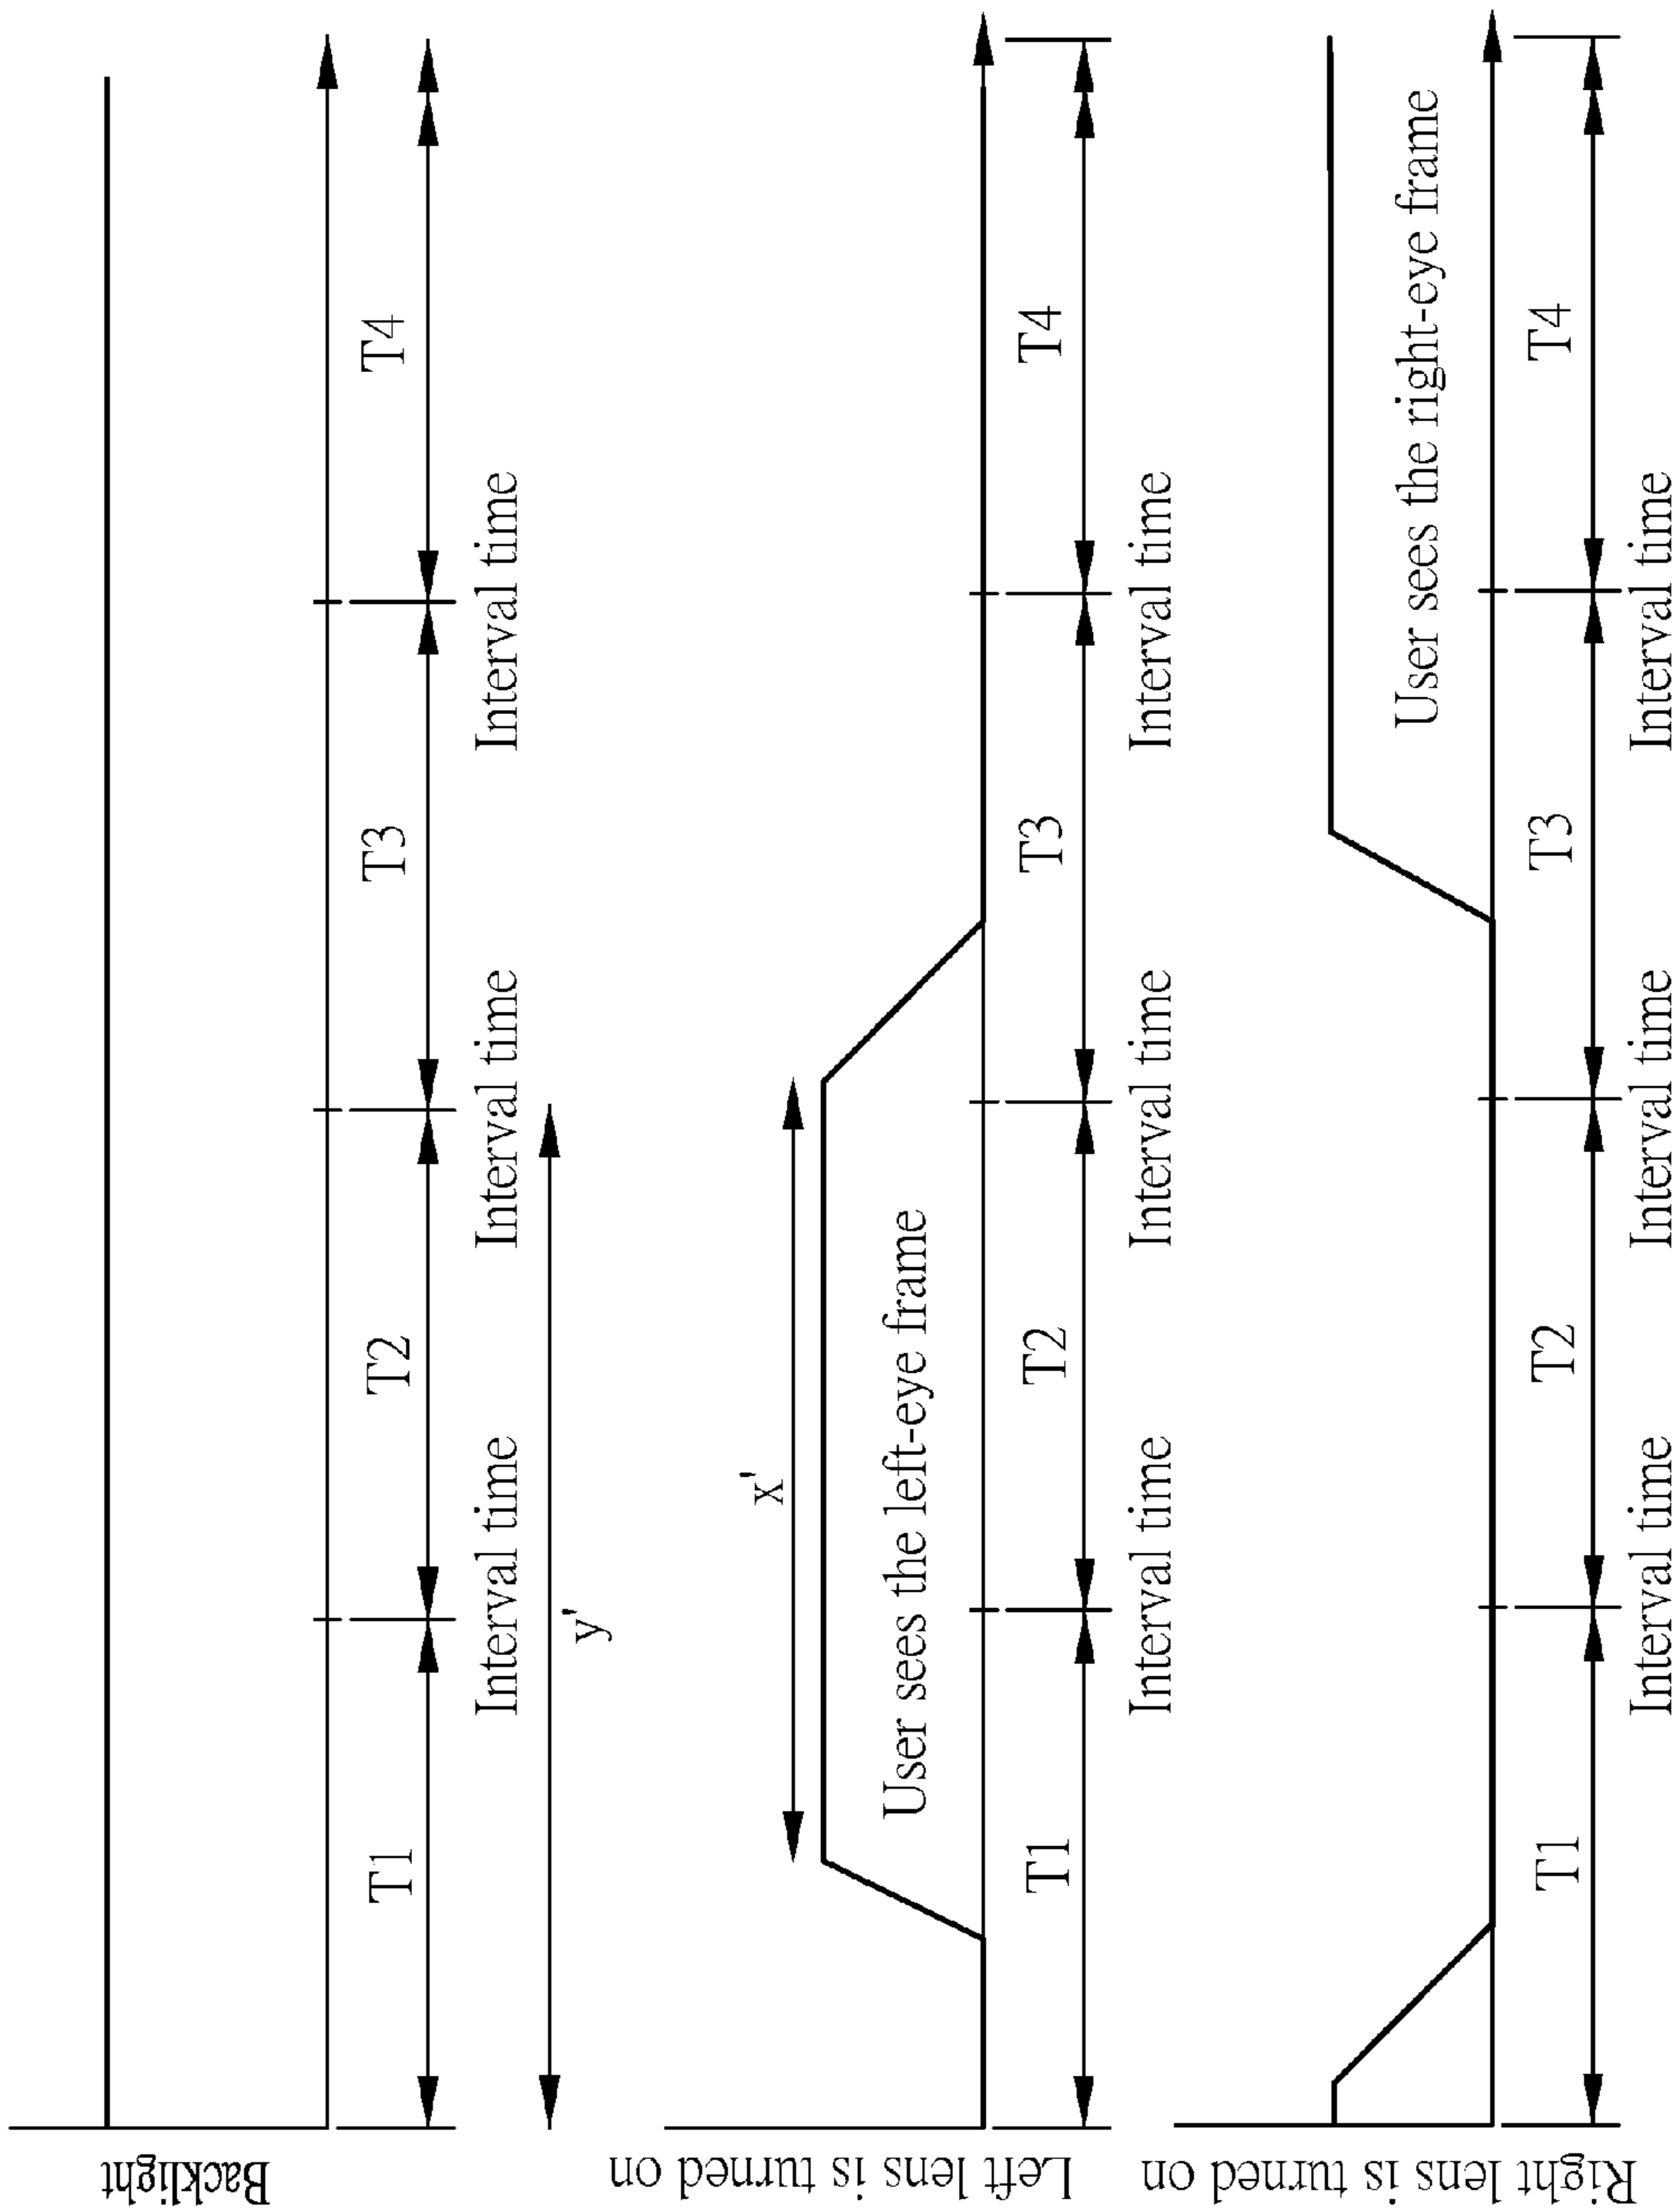 Backlight
T1
T2
T3
T4
Interval time
Interval time
Interval time
y'
x'
Left lens is turned on
User sees the left-eye frame
T1
T2
T3
T4
Interval time
Interval time
Interval time
Right lens is turned on
User sees the right-eye frame
T1
T2
T3
T4
Interval time
Interval time
Interval time